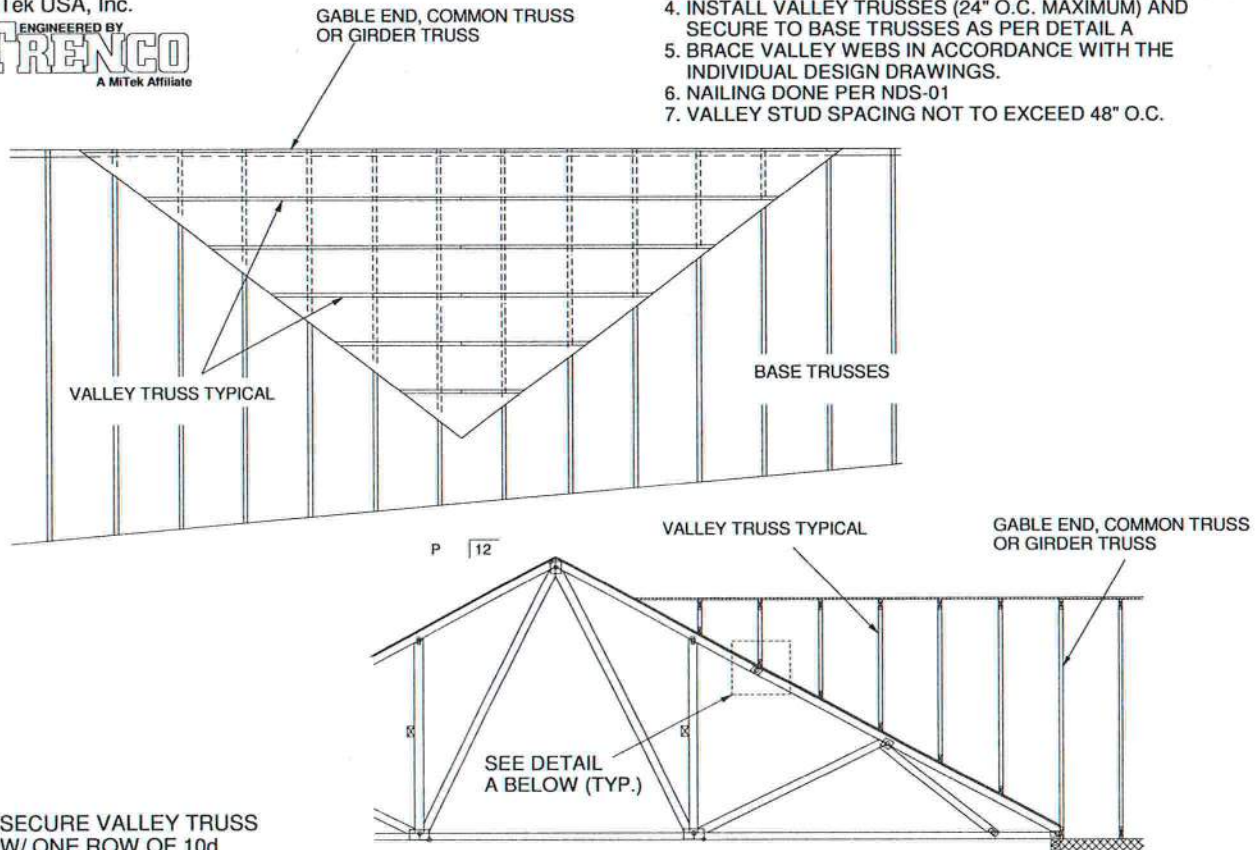 Tek USA, Inc.
ENGINEERED BY
TRENCO
A MiTek Affiliate
GABLE END, COMMON TRUSS
OR GIRDER TRUSS
4. INSTALL VALLEY TRUSSES (24" O.C. MAXIMUM) AND
SECURE TO BASE TRUSSES AS PER DETAIL A
5. BRACE VALLEY WEBS IN ACCORDANCE WITH THE
INDIVIDUAL DESIGN DRAWINGS.
6. NAILING DONE PER NDS-01
7. VALLEY STUD SPACING NOT TO EXCEED 48" O.C.
VALLEY TRUSS TYPICAL
BASE TRUSSES
P 12
VALLEY TRUSS TYPICAL
GABLE END, COMMON TRUSS
OR GIRDER TRUSS
SEE DETAIL
A BELOW (TYP.)
SECURE VALLEY TRUSS
W/ ONE ROW OF 10d